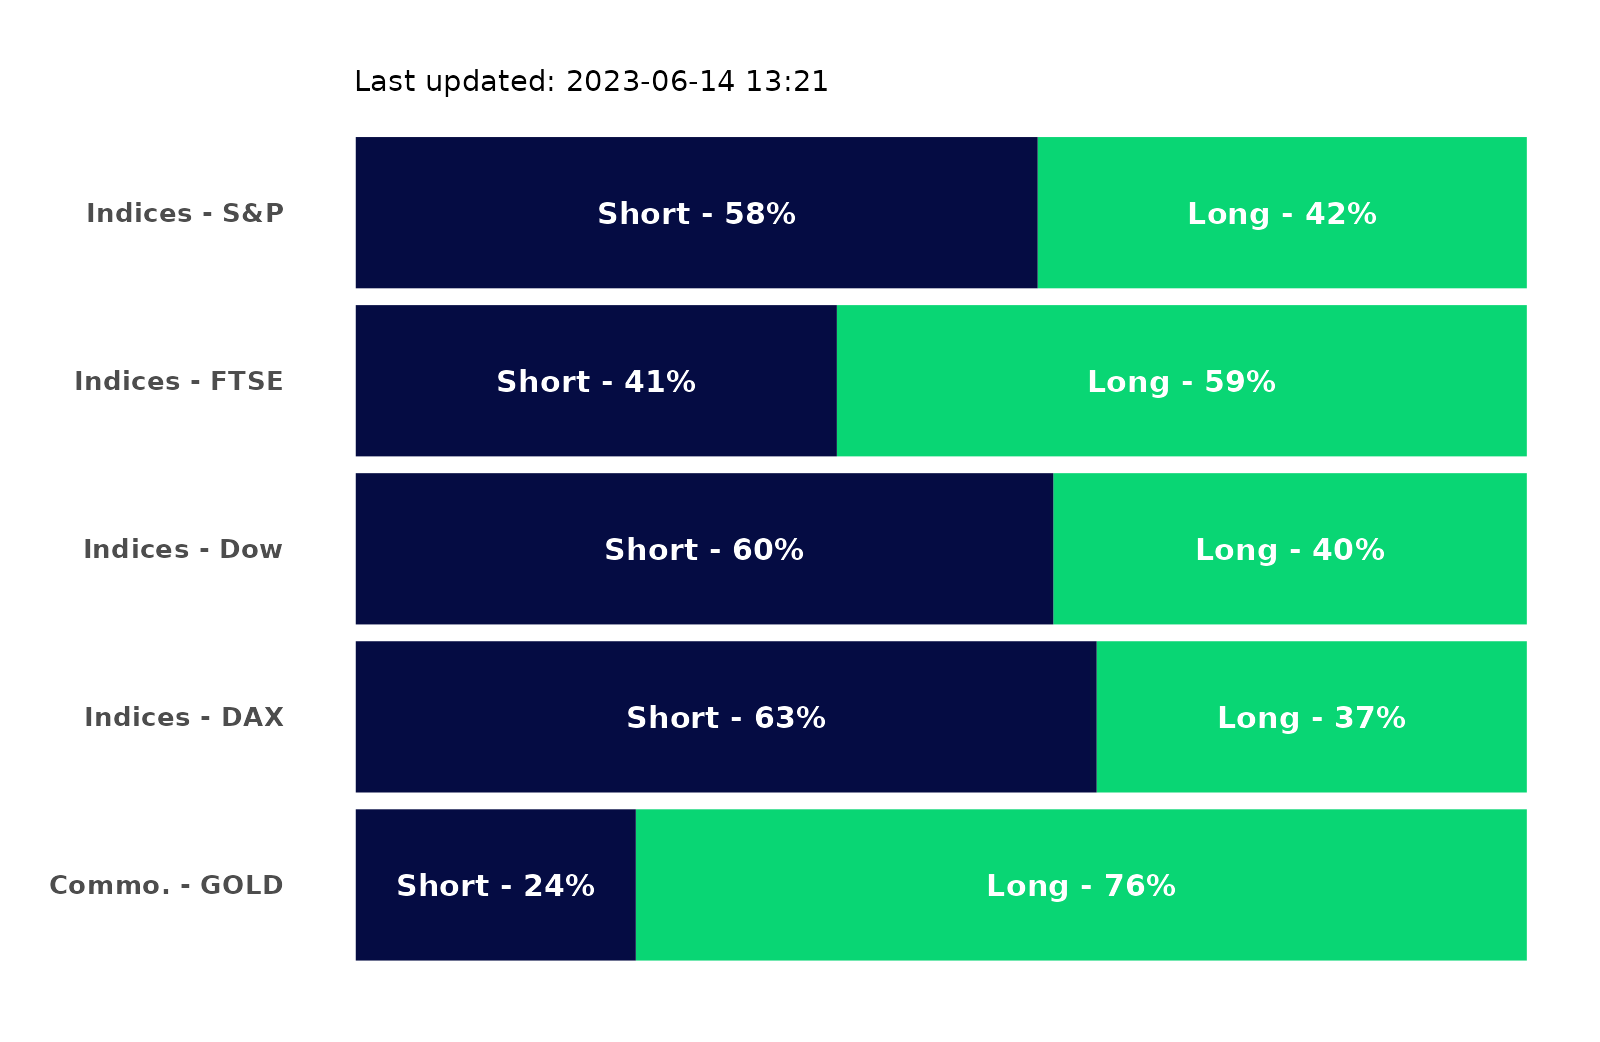 Last updated: 2023-06-14 13:21
Indices - S&P Short - 58% Long - 42%
Indices - FTSE Short - 41% Long - 59%
Indices - Dow Short - 60% Long - 40%
Indices - DAX Short - 63% Long - 37%
Commo. - GOLD Short - 24% Long - 76%